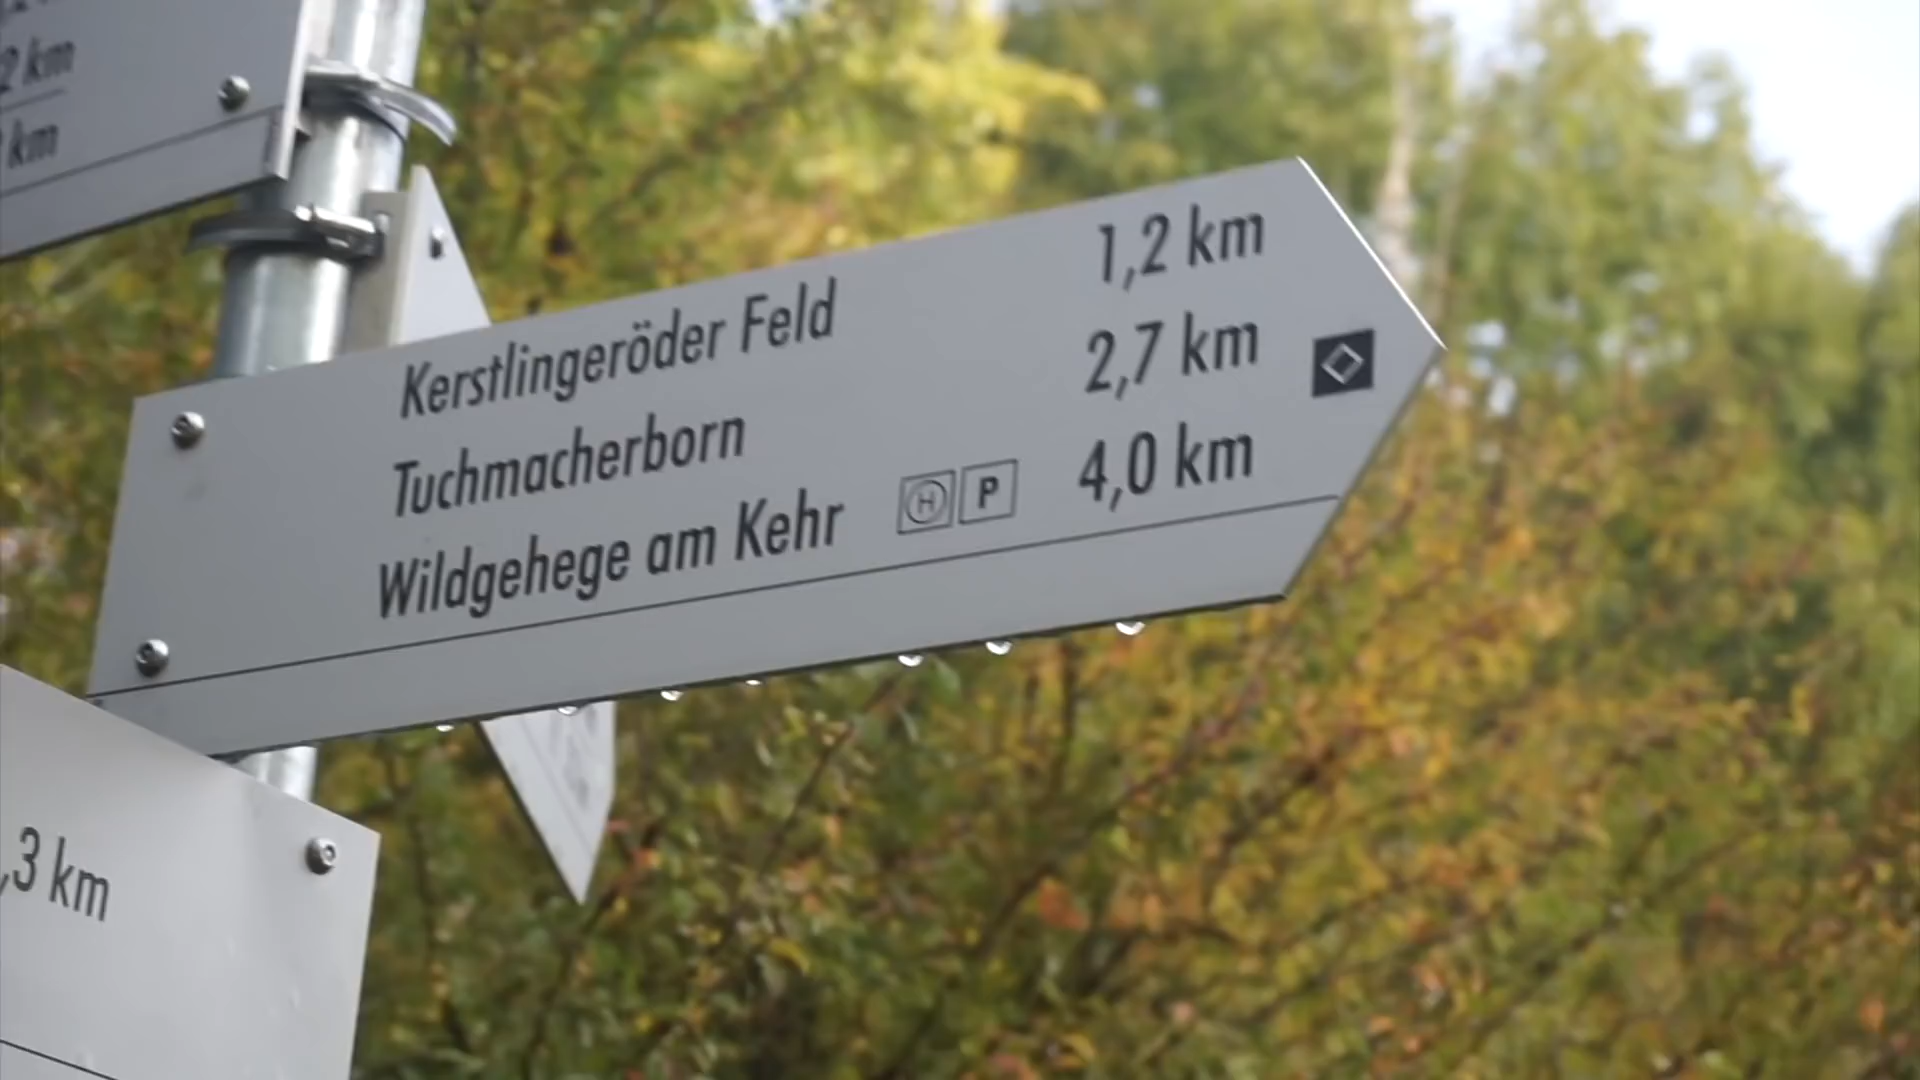 2 km
km
Kerstlingeröder Feld 1,2 km
Tuchmacherborn 2,7 km
Wildgehege am Kehr H P 4,0 km
,3 km